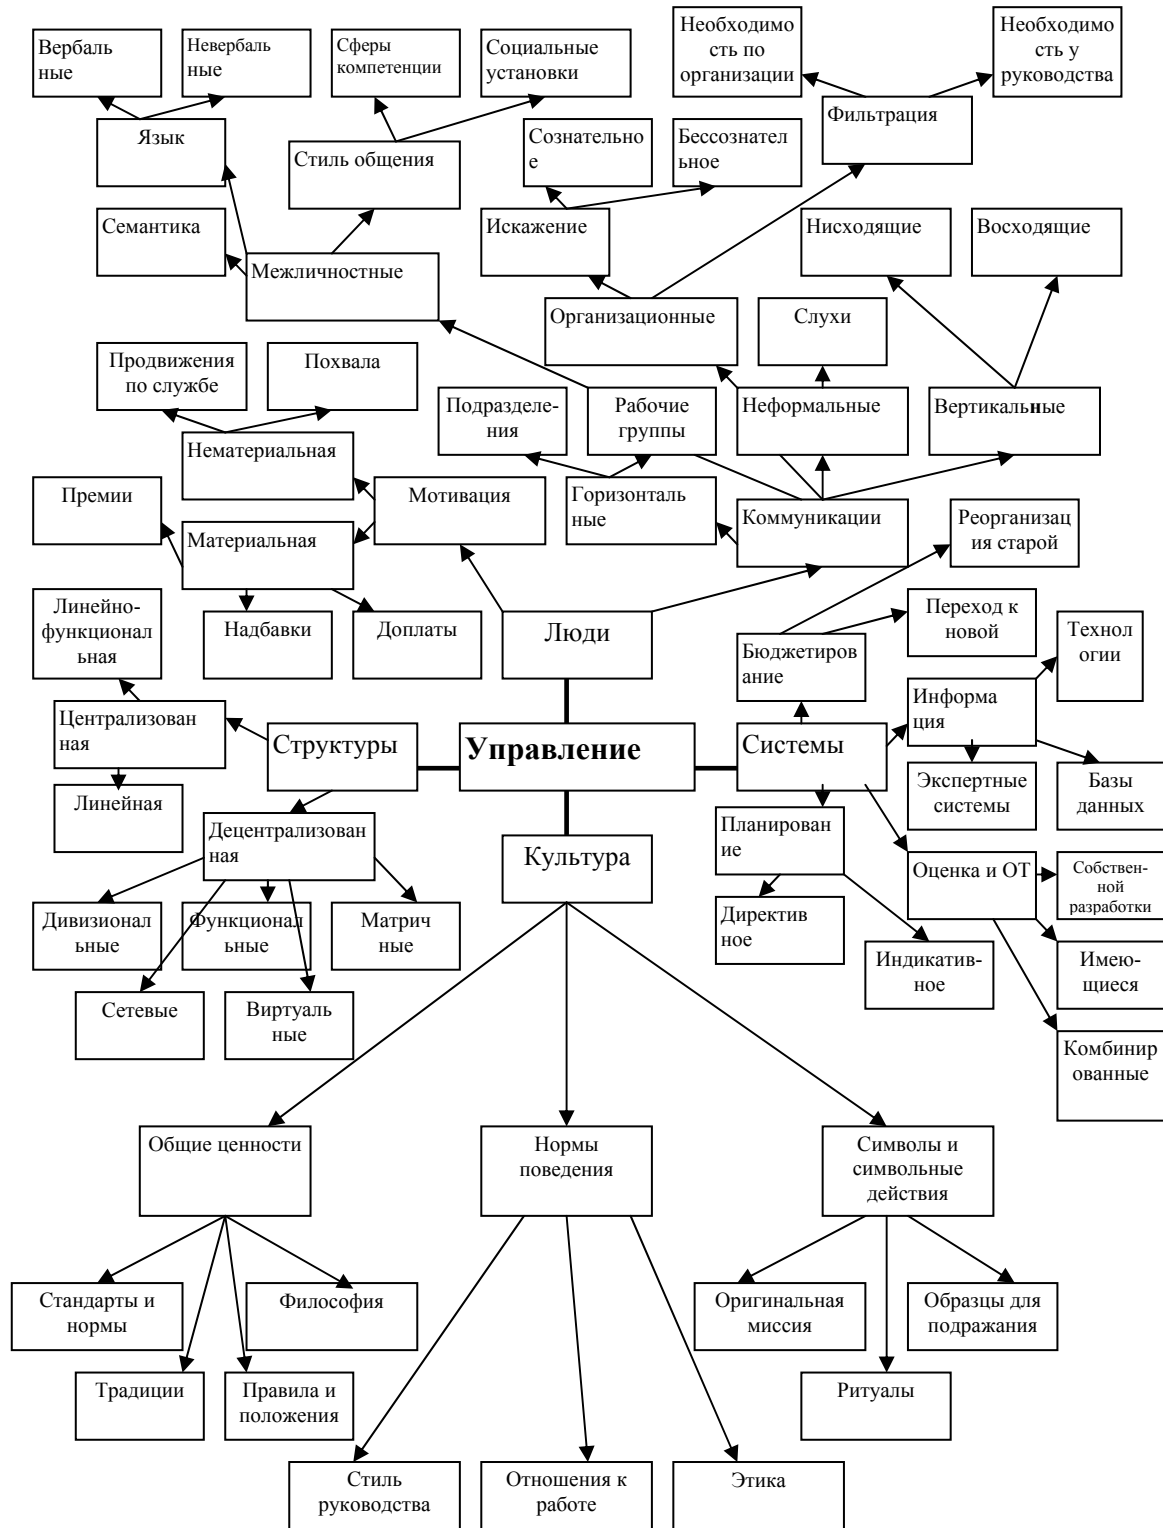 Вербаль
ные
Невербаль
ные
Сферы
компетенции
Социальные
установки
Необходимо
сть по
организации
Необходимо
сть у
руководства
Язык
Стиль общения
Сознательно
е
Бессознател
ьное
Фильтрация
Семантика
Межличностные
Искажение
Нисходящие
Восходящие
Организационные
Слухи
Продвижения
по службе
Похвала
Подразделе-
ния
Рабочие
группы
Неформальные
Вертикальные
Нематериальная
Премии
Мотивация
Горизонталь
ные
Коммуникации
Реорганизац
ия старой
Материальная
Линейно-
функционал
ьная
Надбавки
Доплаты
Люди
Бюджетиров
ание
Переход к
новой
Технол
огии
Централизован
ная
Структуры
Управление
Системы
Информа
ция
Линейная
Экспертные
системы
Базы
данных
Децентрализован
ная
Культура
Планирован
ие
Оценка и ОТ
Собствен-
ной
разработки
Дивизионал
ьные
Функционал
ьные
Матрич
ные
Директив
ное
Индикатив-
ное
Имею-
щиеся
Сетевые
Виртуаль
ные
Комбинир
ованные
Общие ценности
Нормы
поведения
Символы и
символьные
действия
Стандарты и
нормы
Философия
Оригинальная
миссия
Образцы для
подражания
Традиции
Правила и
положения
Ритуалы
Стиль
руководства
Отношения к
работе
Этика